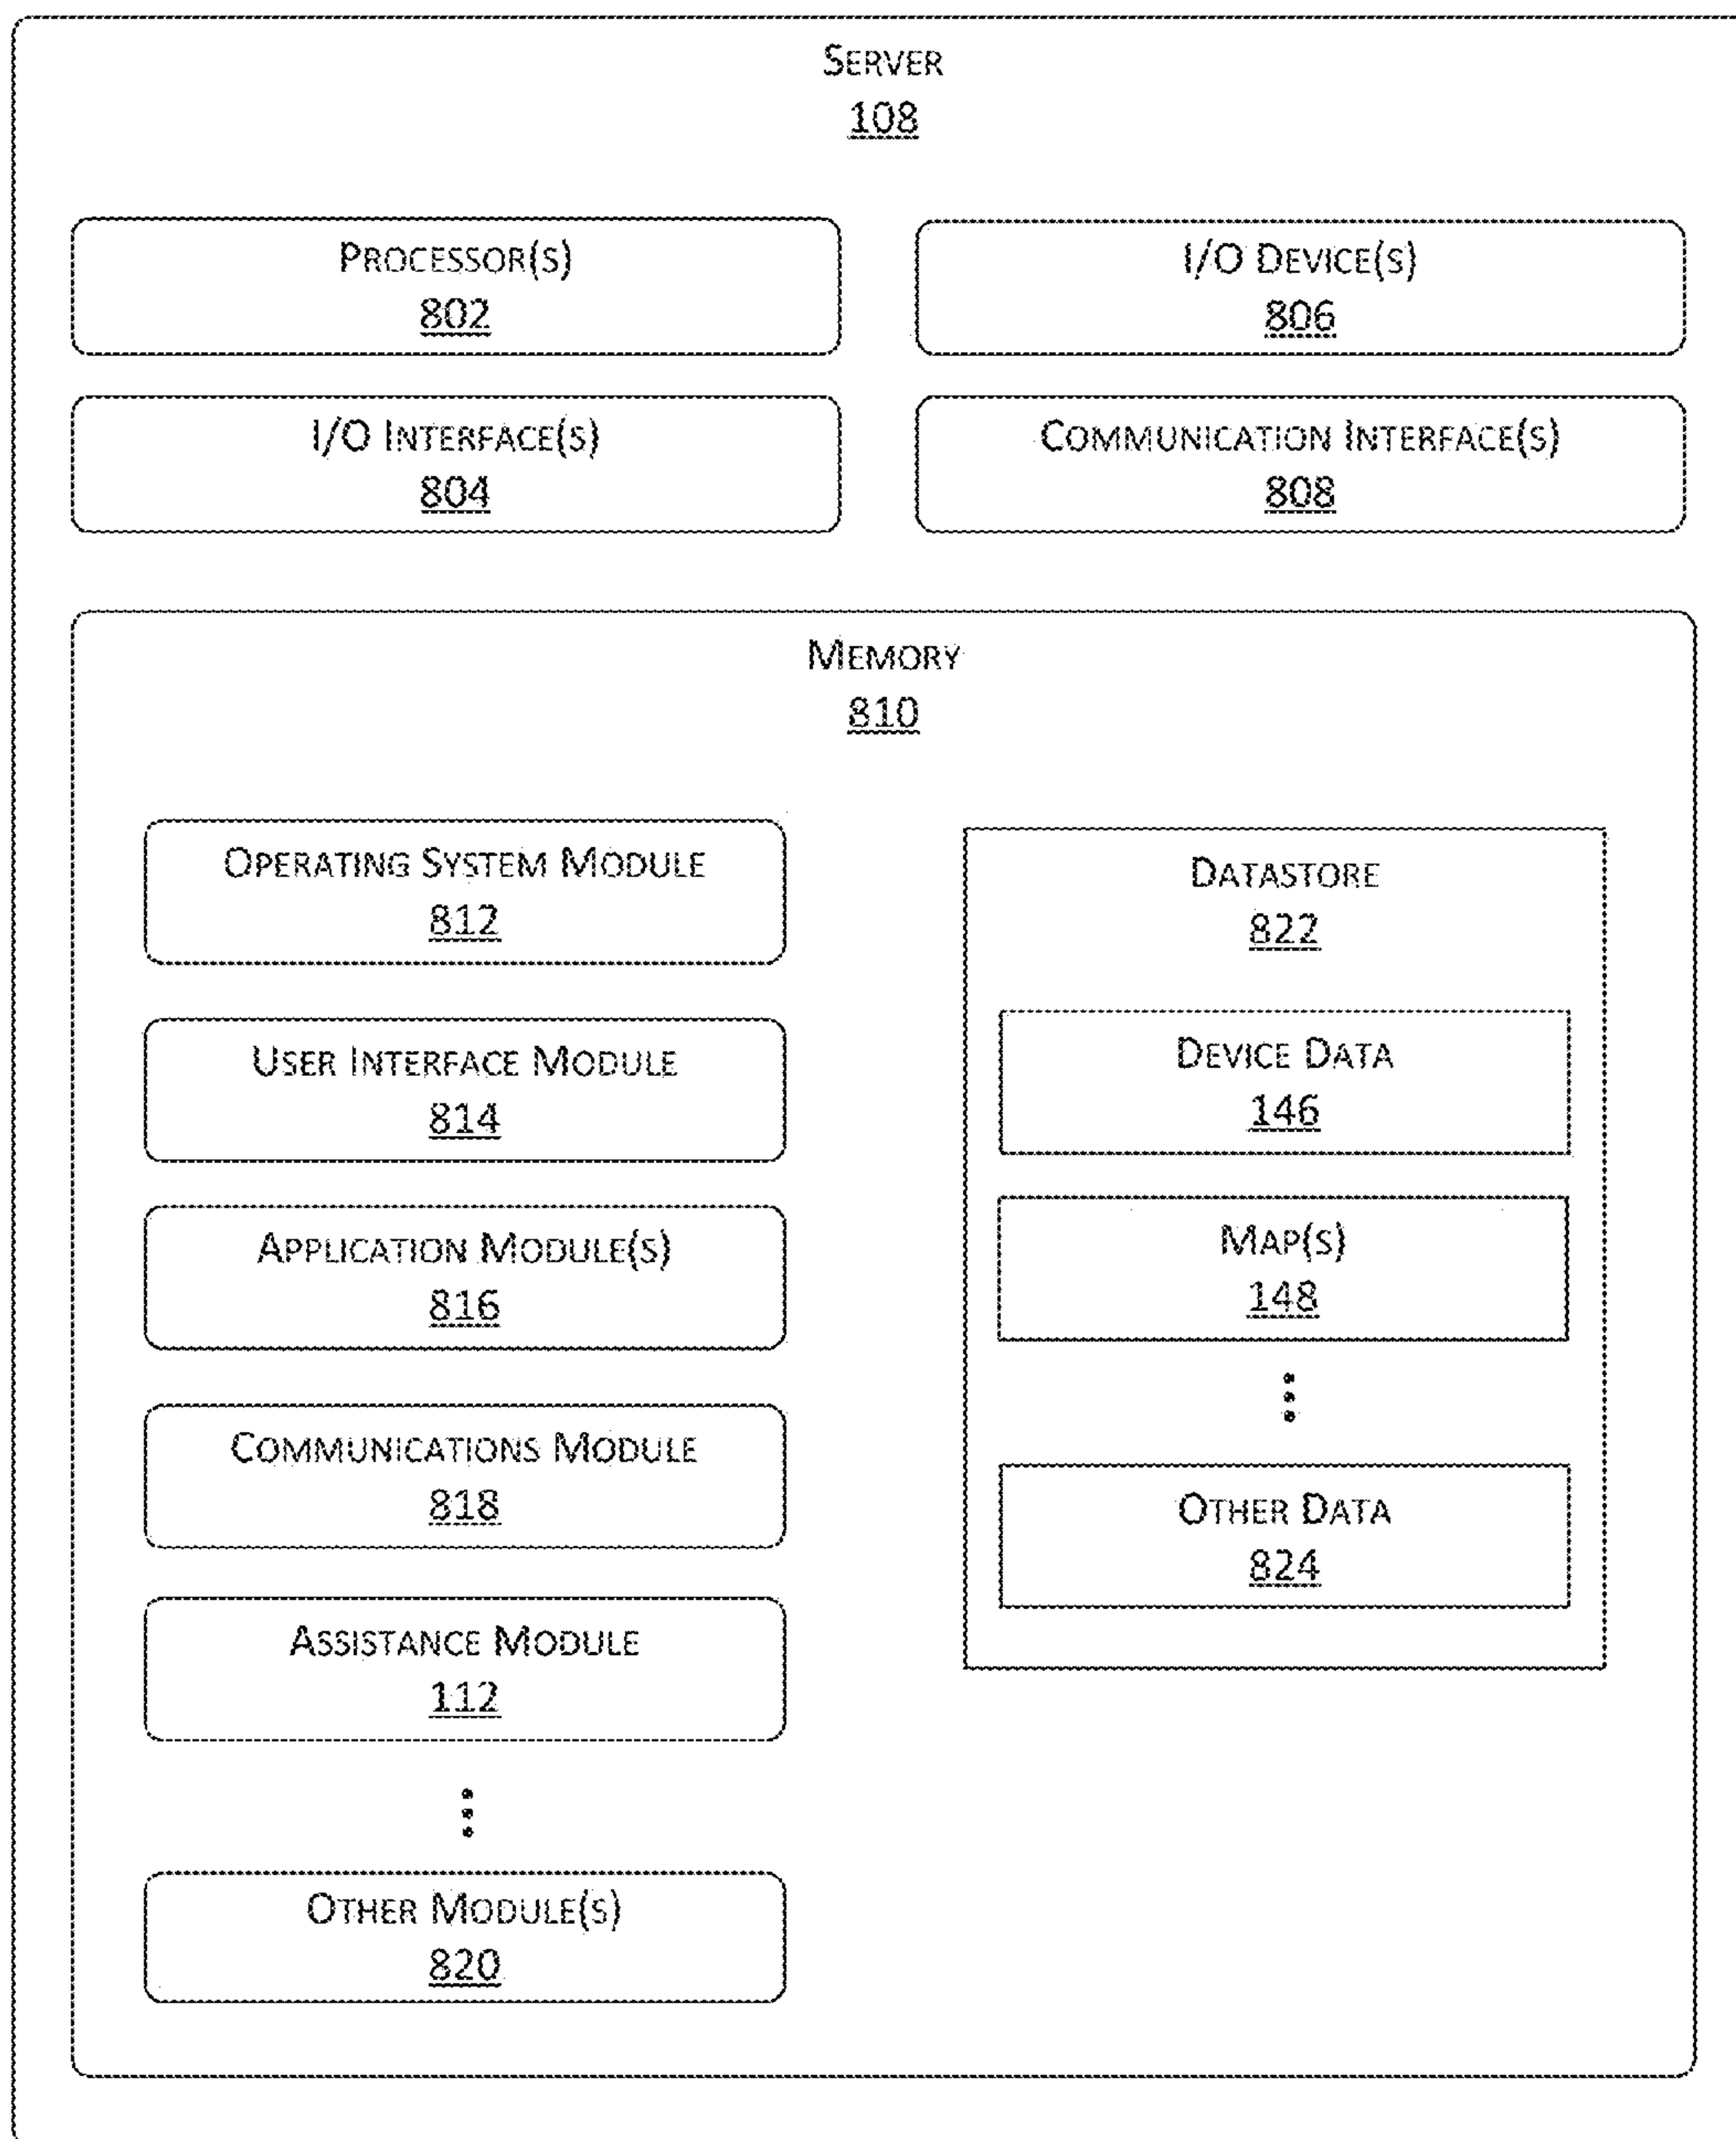 SERVER
108
PROCESSOR(S)
802
I/O DEVICE(S)
806
I/O INTERFACE(S)
804
COMMUNICATION INTERFACE(S)
808
MEMORY
810
OPERATING SYSTEM MODULE
812
USER INTERFACE MODULE
814
APPLICATION MODULE(S)
816
COMMUNICATIONS MODULE
818
ASSISTANCE MODULE
112
OTHER MODULE(S)
820
DATASTORE
822
DEVICE DATA
146
MAP(S)
148
OTHER DATA
824